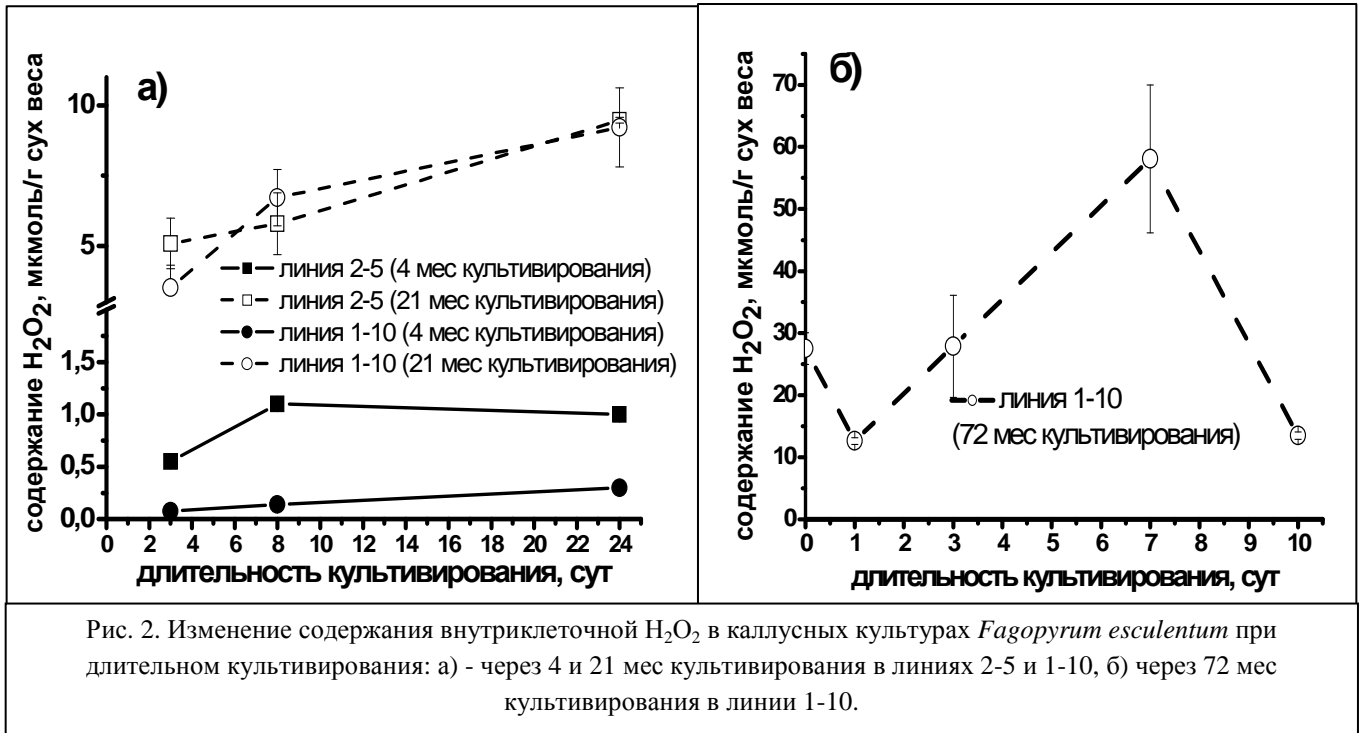 а)
содержание H₂O₂, мкмоль/г сух веса
10
5
1,5
1,0
0,5
0,0
линия 2-5 (4 мес культивирования)
линия 2-5 (21 мес культивирования)
линия 1-10 (4 мес культивирования)
линия 1-10 (21 мес культивирования)
0 2 4 6 8 10 12 14 16 18 20 22 24
длительность культивирования, сут
б)
содержание H₂O₂, мкмоль/г сух веса
70
60
50
40
30
20
10
0
линия 1-10
(72 мес культивирования)
0 1 2 3 4 5 6 7 8 9 10
длительность культивирования, сут
Рис. 2. Изменение содержания внутриклеточной H₂O₂ в каллусных культурах Fagopyrum esculentum при
длительном культивирования: а) - через 4 и 21 мес культивирования в линиях 2-5 и 1-10, б) через 72 мес
культивирования в линии 1-10.